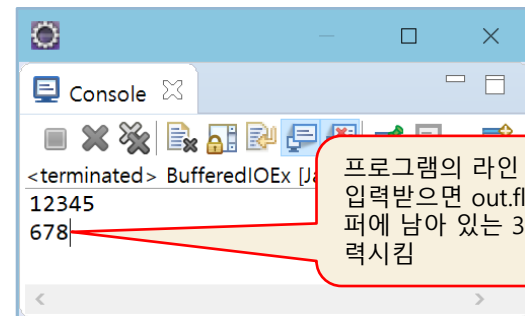 Console
<terminated> BufferedIOEx [Ja
12345
678
프로그램의 라인
입력받으면 out.fl
퍼에 남아 있는 3
력시킴